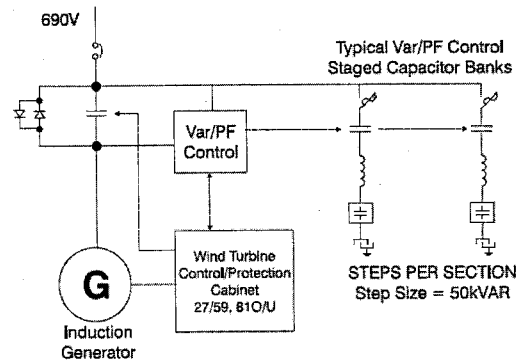 690V
Typical Var/PF Control
Staged Capacitor Banks
Var/PF
Control
Wind Turbine
Control/Protection
Cabinet
27/59, 81O/U
G
Induction
Generator
STEPS PER SECTION
Step Size = 50kVAR